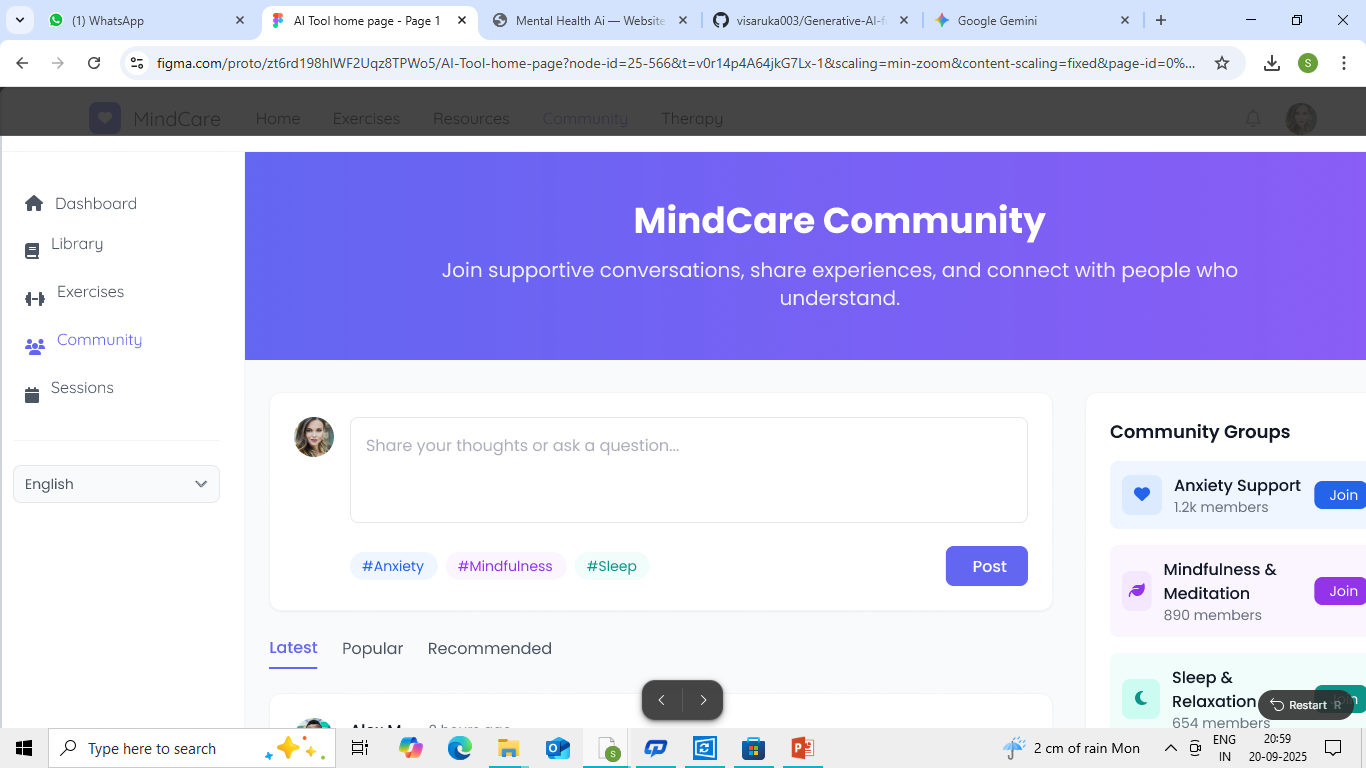 (1) WhatsApp
AI Tool home page - Page 1
Mental Health Ai — Website
visaruka003/Generative-AI-f
Google Gemini
figma.com/proto/zt6rd198hlWF2Uqz8TPWo5/AI-Tool-home-page?node-id=25-566&t=v0r14p4A64jkG7Lx-1&scaling=min-zoom&content-scaling=fixed&page-id=0%...
S
MindCare
Home
Exercises
Resources
Community
Therapy
Dashboard
Library
Exercises
Community
Sessions
English
MindCare Community
Join supportive conversations, share experiences, and connect with people who
understand.
Share your thoughts or ask a question...
#Anxiety
#Mindfulness
#Sleep
Post
Latest
Popular
Recommended
Alex M.
2 hours ago
Community Groups
Anxiety Support
1.2k members
Join
Mindfulness &
Meditation
890 members
Join
Sleep &
Relaxation
654 members
Join
Restart R
Type here to search
S
2 cm of rain Mon
ENG
IN
20:59
20-09-2025